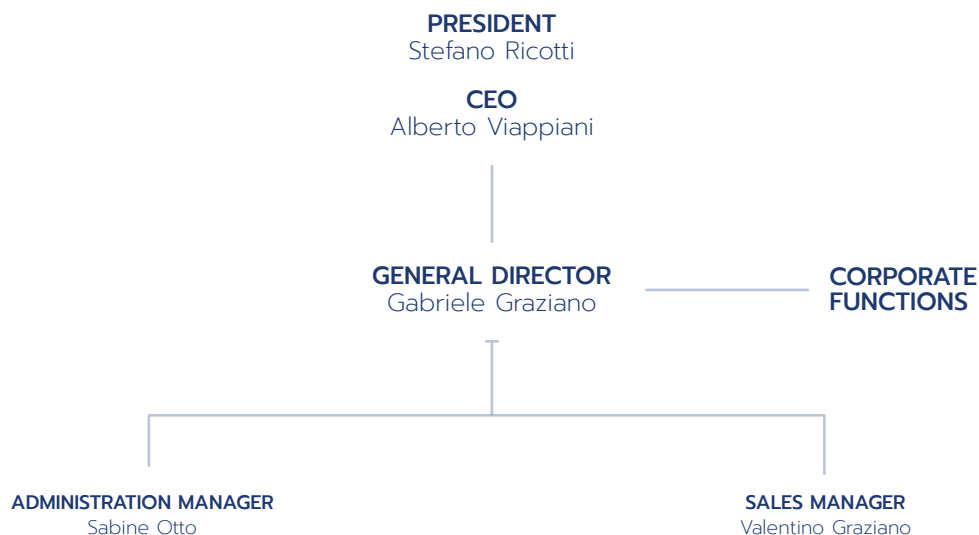 PRESIDENT
Stefano Ricotti
CEO
Alberto Viappiani
GENERAL DIRECTOR
Gabriele Graziano
CORPORATE
FUNCTIONS
ADMINISTRATION MANAGER
Sabine Otto
SALES MANAGER
Valentino Graziano